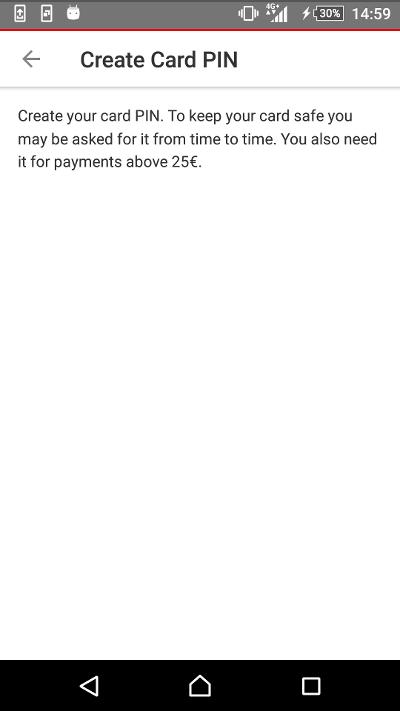 4G+ 30% 14:59
Create Card PIN
Create your card PIN. To keep your card safe you
may be asked for it from time to time. You also need
it for payments above 25€.